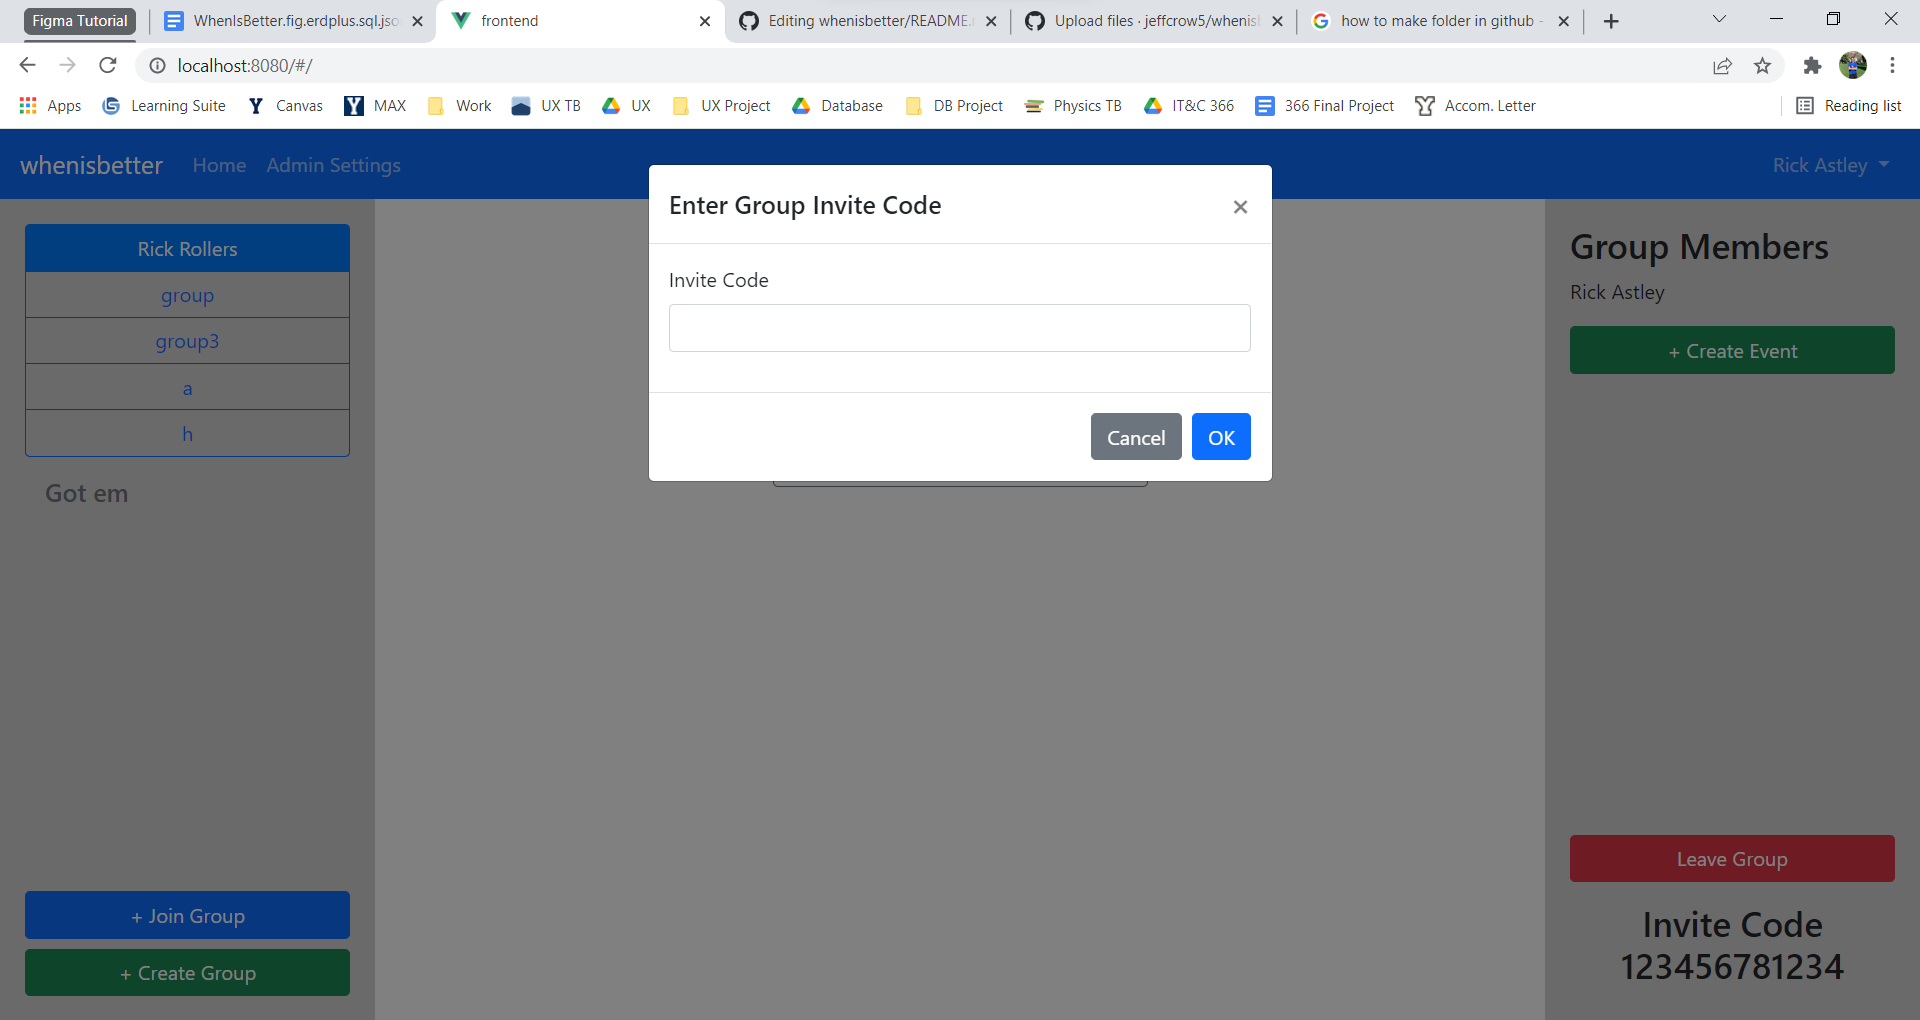 Figma Tutorial
WhenIsBetter.fig.erdplus.sql.jso
frontend
Editing whenisbetter/README.
Upload files · jeffcrow5/whenis
how to make folder in github -
localhost:8080/#/
Apps
Learning Suite
Canvas
MAX
Work
UX TB
UX
UX Project
Database
DB Project
Physics TB
IT&C 366
366 Final Project
Accom. Letter
Reading list
whenisbetter
Home
Admin Settings
Rick Astley
Rick Rollers
group
group3
a
h
Got em
+ Join Group
+ Create Group
Enter Group Invite Code
×
Invite Code
Cancel
OK
Group Members
Rick Astley
+ Create Event
Leave Group
Invite Code
123456781234